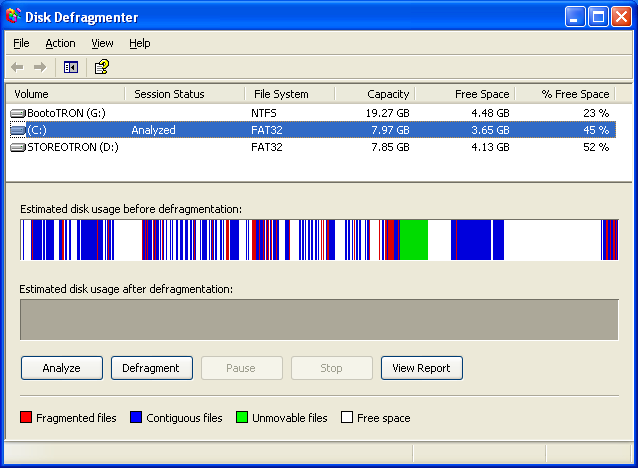 Disk Defragmenter
File Action View Help
Volume Session Status File System Capacity Free Space % Free Space
BootoTRON (G:) NTFS 19.27 GB 4.48 GB 23 %
(C:) Analyzed FAT32 7.97 GB 3.65 GB 45 %
STOREOTRON (D:) FAT32 7.85 GB 4.13 GB 52 %
Estimated disk usage before defragmentation:
Estimated disk usage after defragmentation:
Analyze Defragment Pause Stop View Report
Fragmented files Contiguous files Unmovable files Free space